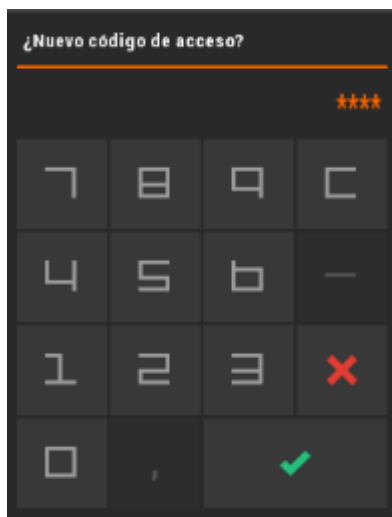 ¿Nuevo código de acceso?
****
7 8 9 C
4 5 6 —
1 2 3 ✖
0 , ✔